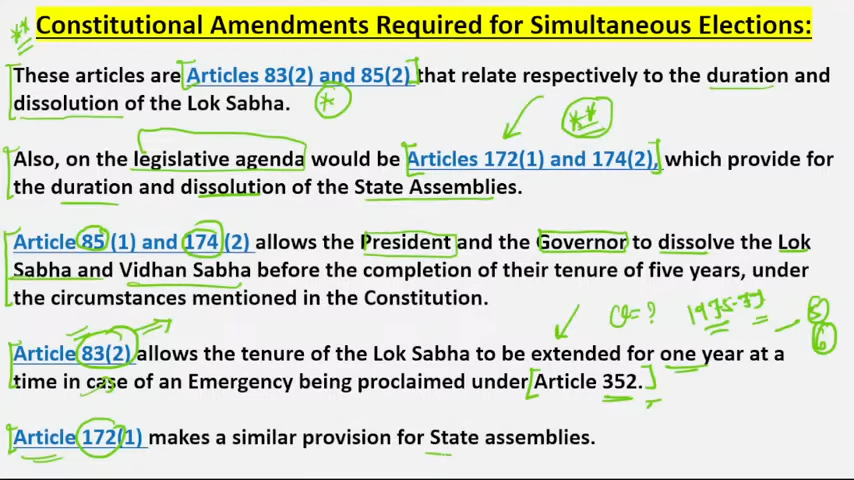 ** Constitutional Amendments Required for Simultaneous Elections:
These articles are Articles 83(2) and 85(2) that relate respectively to the duration and
dissolution of the Lok Sabha. *
**
Also, on the legislative agenda would be Articles 172(1) and 174(2), which provide for
the duration and dissolution of the State Assemblies.
Article 85 (1) and 174 (2) allows the President and the Governor to dissolve the Lok
Sabha and Vidhan Sabha before the completion of their tenure of five years, under
the circumstances mentioned in the Constitution.
1975-77
5
6
Article 83(2) allows the tenure of the Lok Sabha to be extended for one year at a
time in case of an Emergency being proclaimed under Article 352.
Article 172(1) makes a similar provision for State assemblies.